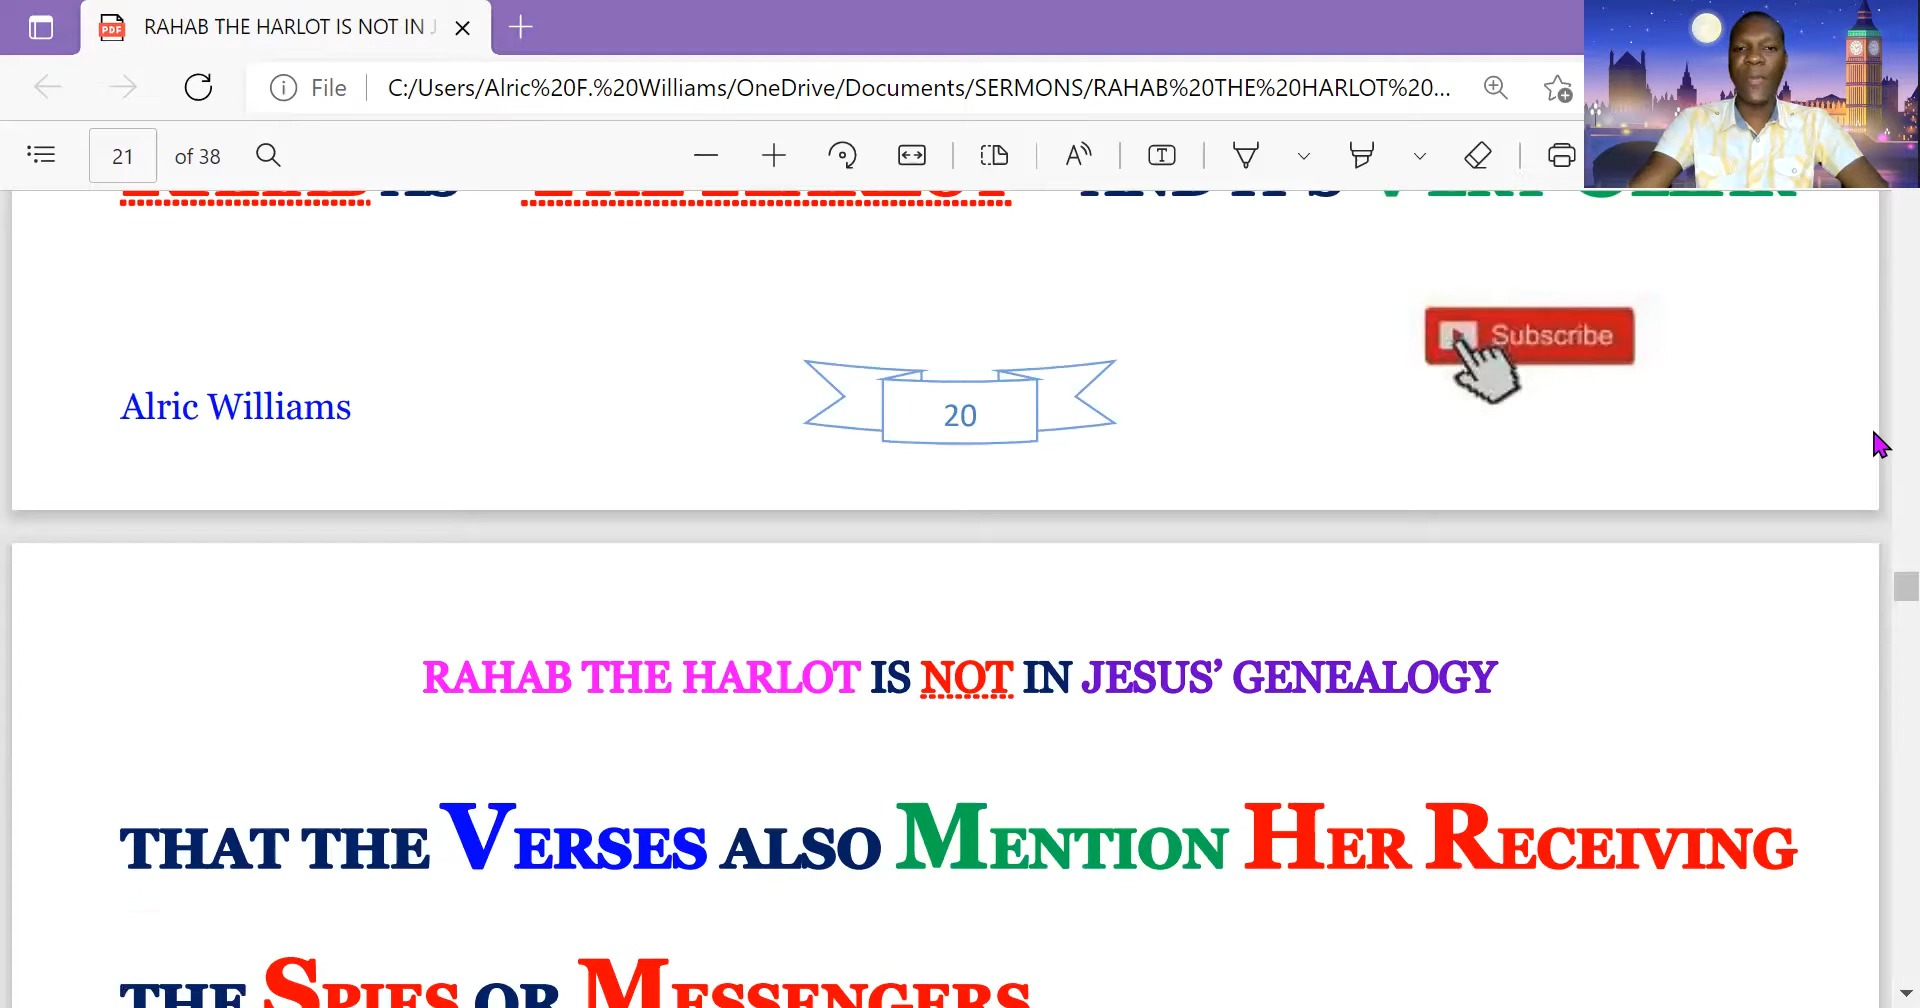 RAHAB THE HARLOT IS NOT IN
File
C:/Users/Alric%20F.%20Williams/OneDrive/Documents/SERMONS/RAHAB%20THE%20HARLOT%20...
21 of 38
Subscribe
Alric Williams
20
RAHAB THE HARLOT IS NOT IN JESUS’ GENEALOGY
THAT THE VERSES ALSO MENTION HER RECEIVING
THE SPIES OR MESSENGERS